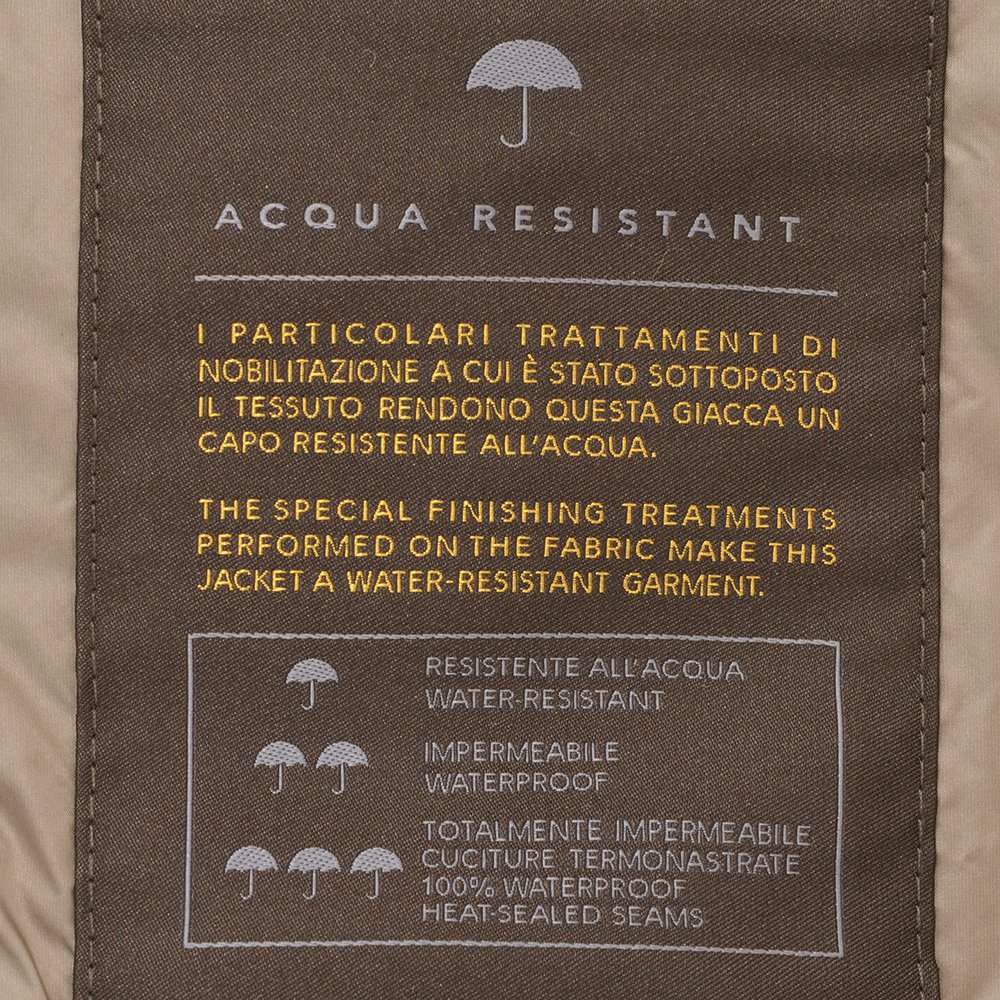 ACQUA RESISTANT
I PARTICOLARI TRATTAMENTI DI
NOBILITAZIONE A CUI È STATO SOTTOPOSTO
IL TESSUTO RENDONO QUESTA GIACCA UN
CAPO RESISTENTE ALL'ACQUA.
THE SPECIAL FINISHING TREATMENTS
PERFORMED ON THE FABRIC MAKE THIS
JACKET A WATER-RESISTANT GARMENT.
RESISTENTE ALL'ACQUA
WATER-RESISTANT
IMPERMEABILE
WATERPROOF
TOTALMENTE IMPERMEABILE
CUCITURE TERMONASTRATE
100% WATERPROOF
HEAT-SEALED SEAMS